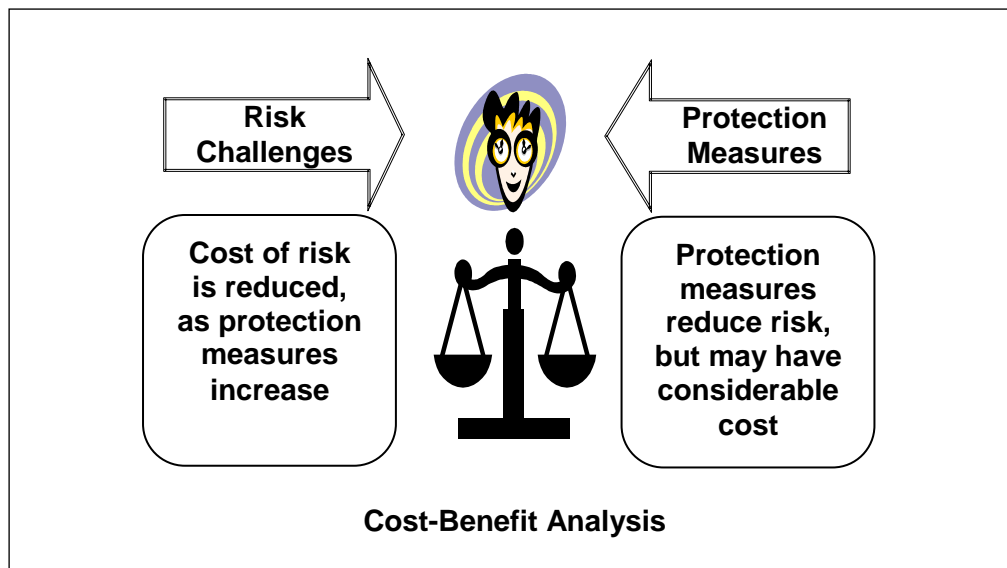 Risk
Challenges
Protection
Measures
Cost of risk
is reduced,
as protection
measures
increase
Protection
measures
reduce risk,
but may have
considerable
cost
Cost-Benefit Analysis